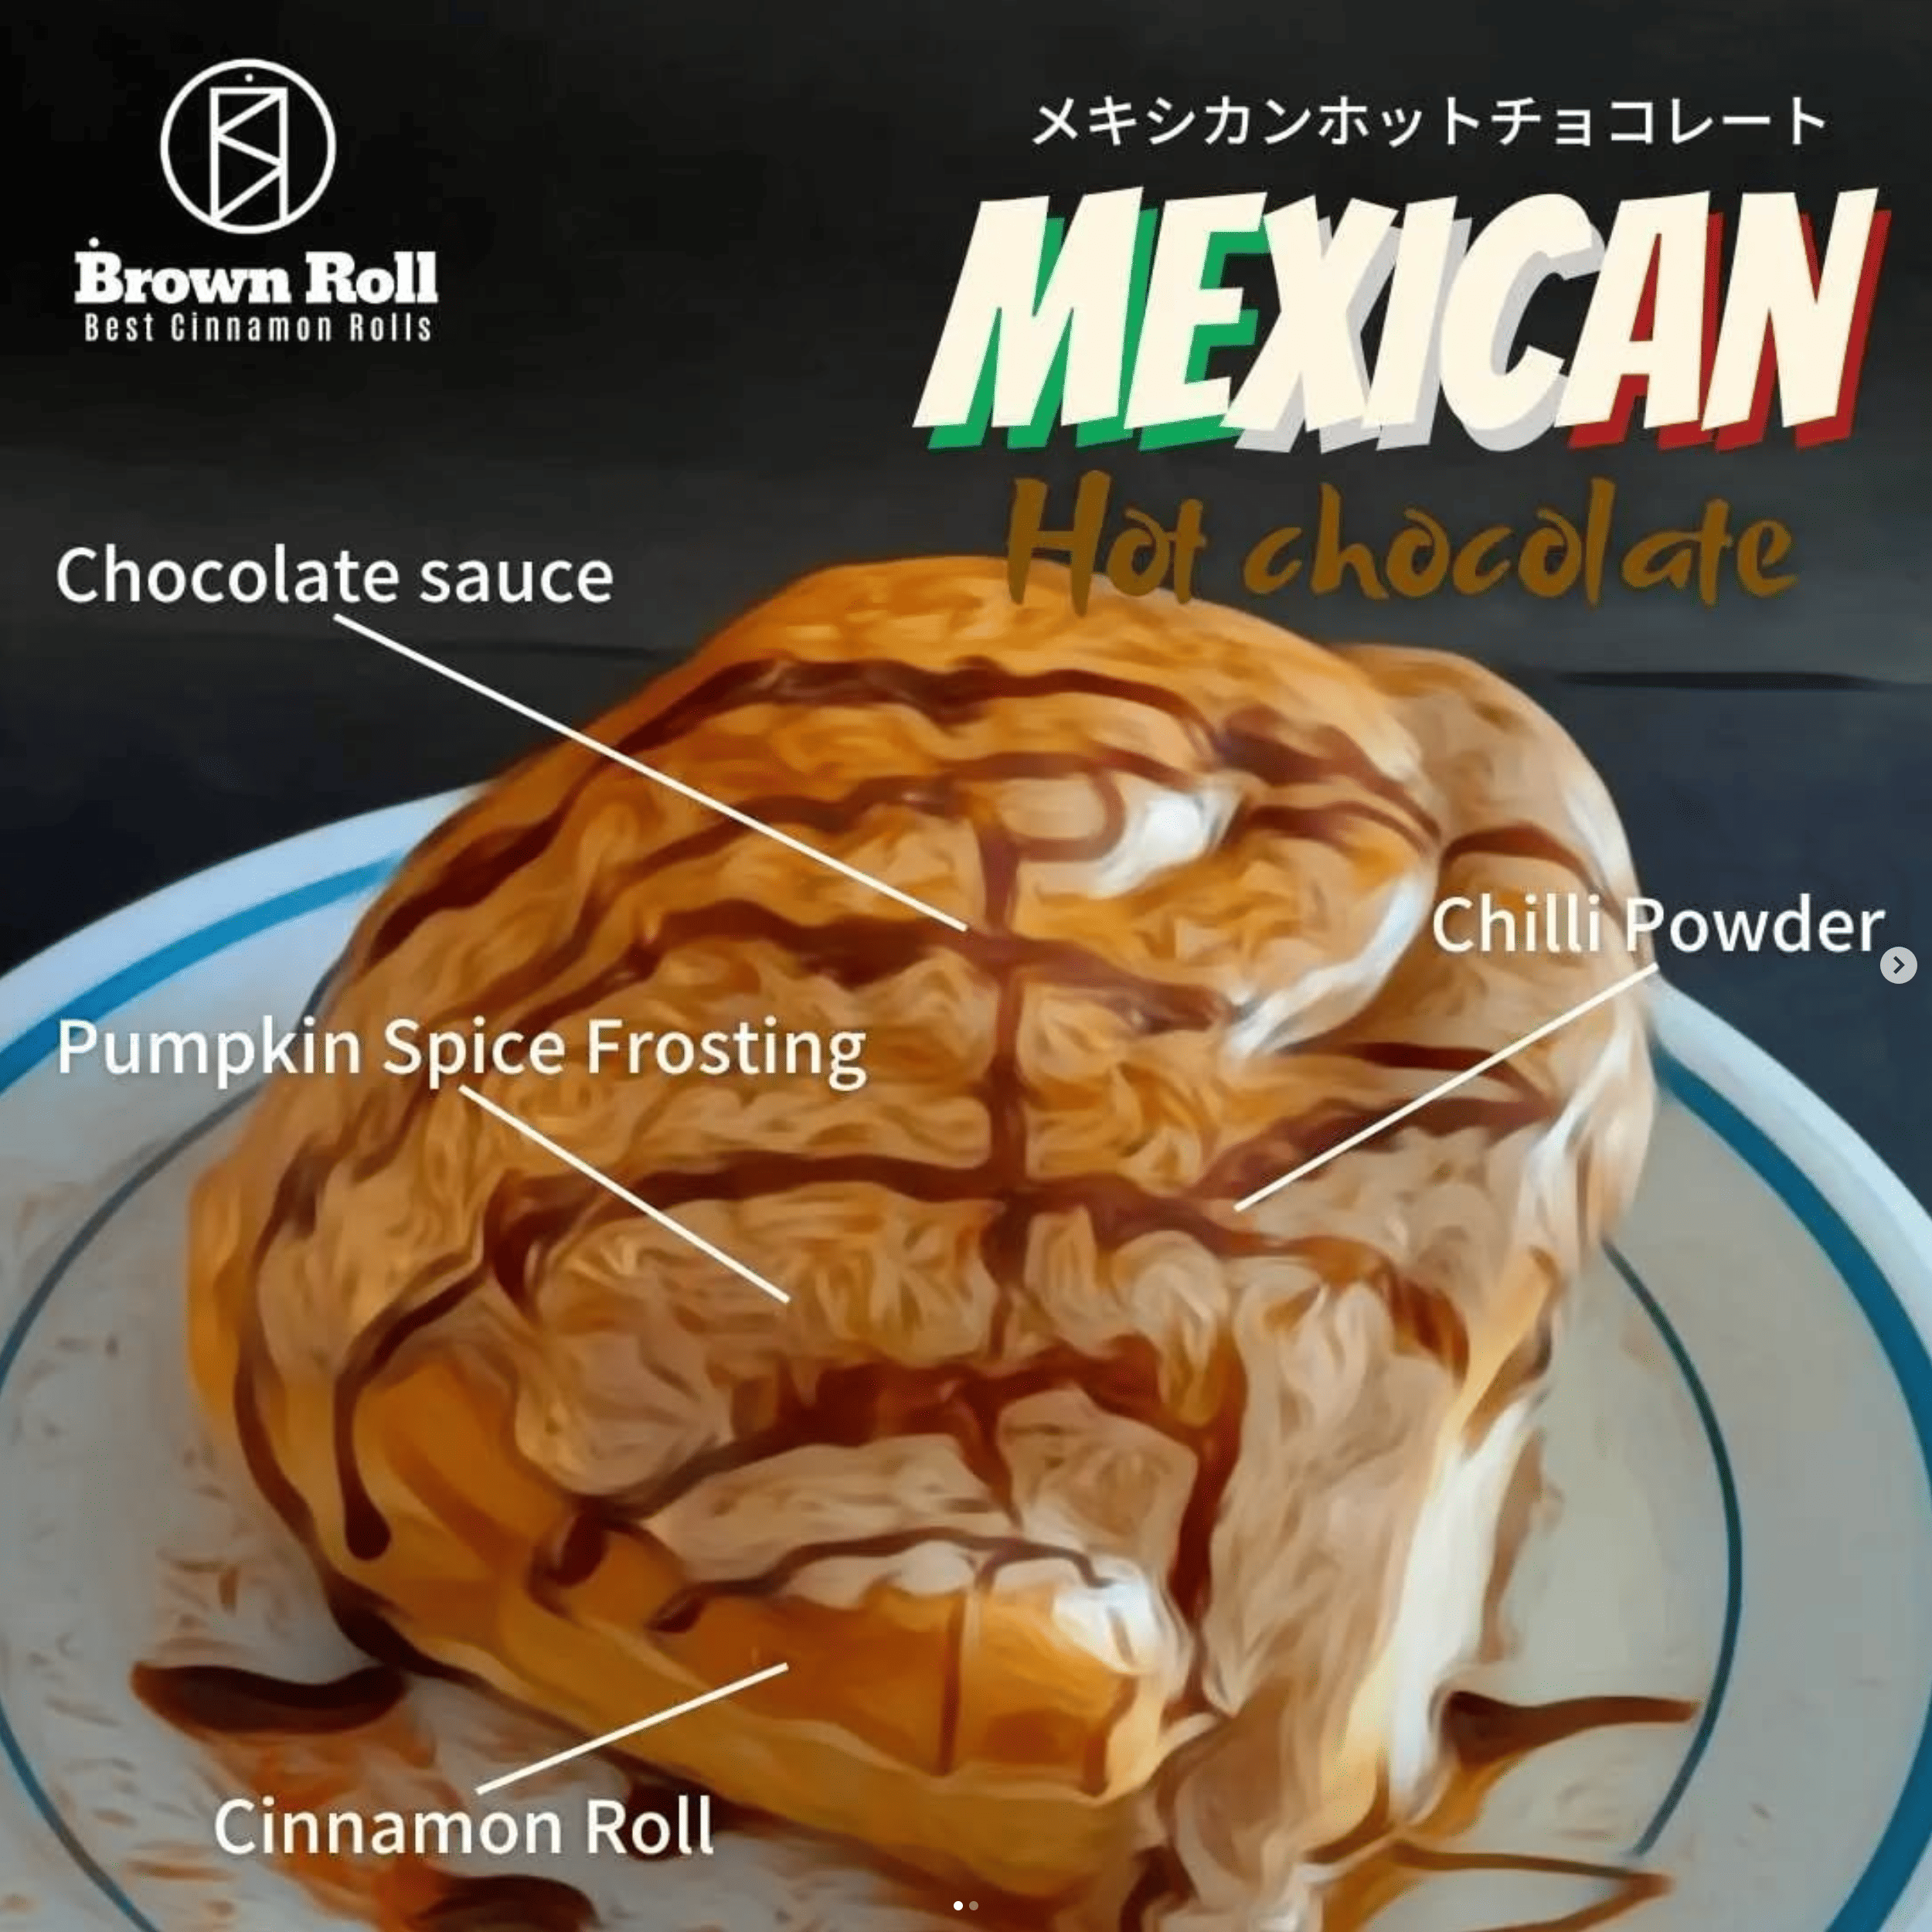 Brown Roll
Best Cinnamon Rolls
メキシカンホットチョコレート
MEXICAN
Hot chocolate
Chocolate sauce
Chilli Powder
Pumpkin Spice Frosting
Cinnamon Roll